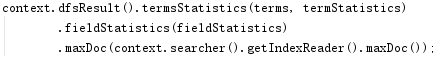 context.dfsResult().termsStatistics(terms, termStatistics)
.fieldStatistics(fieldStatistics)
.maxDoc(context.searcher().getIndexReader().maxDoc());